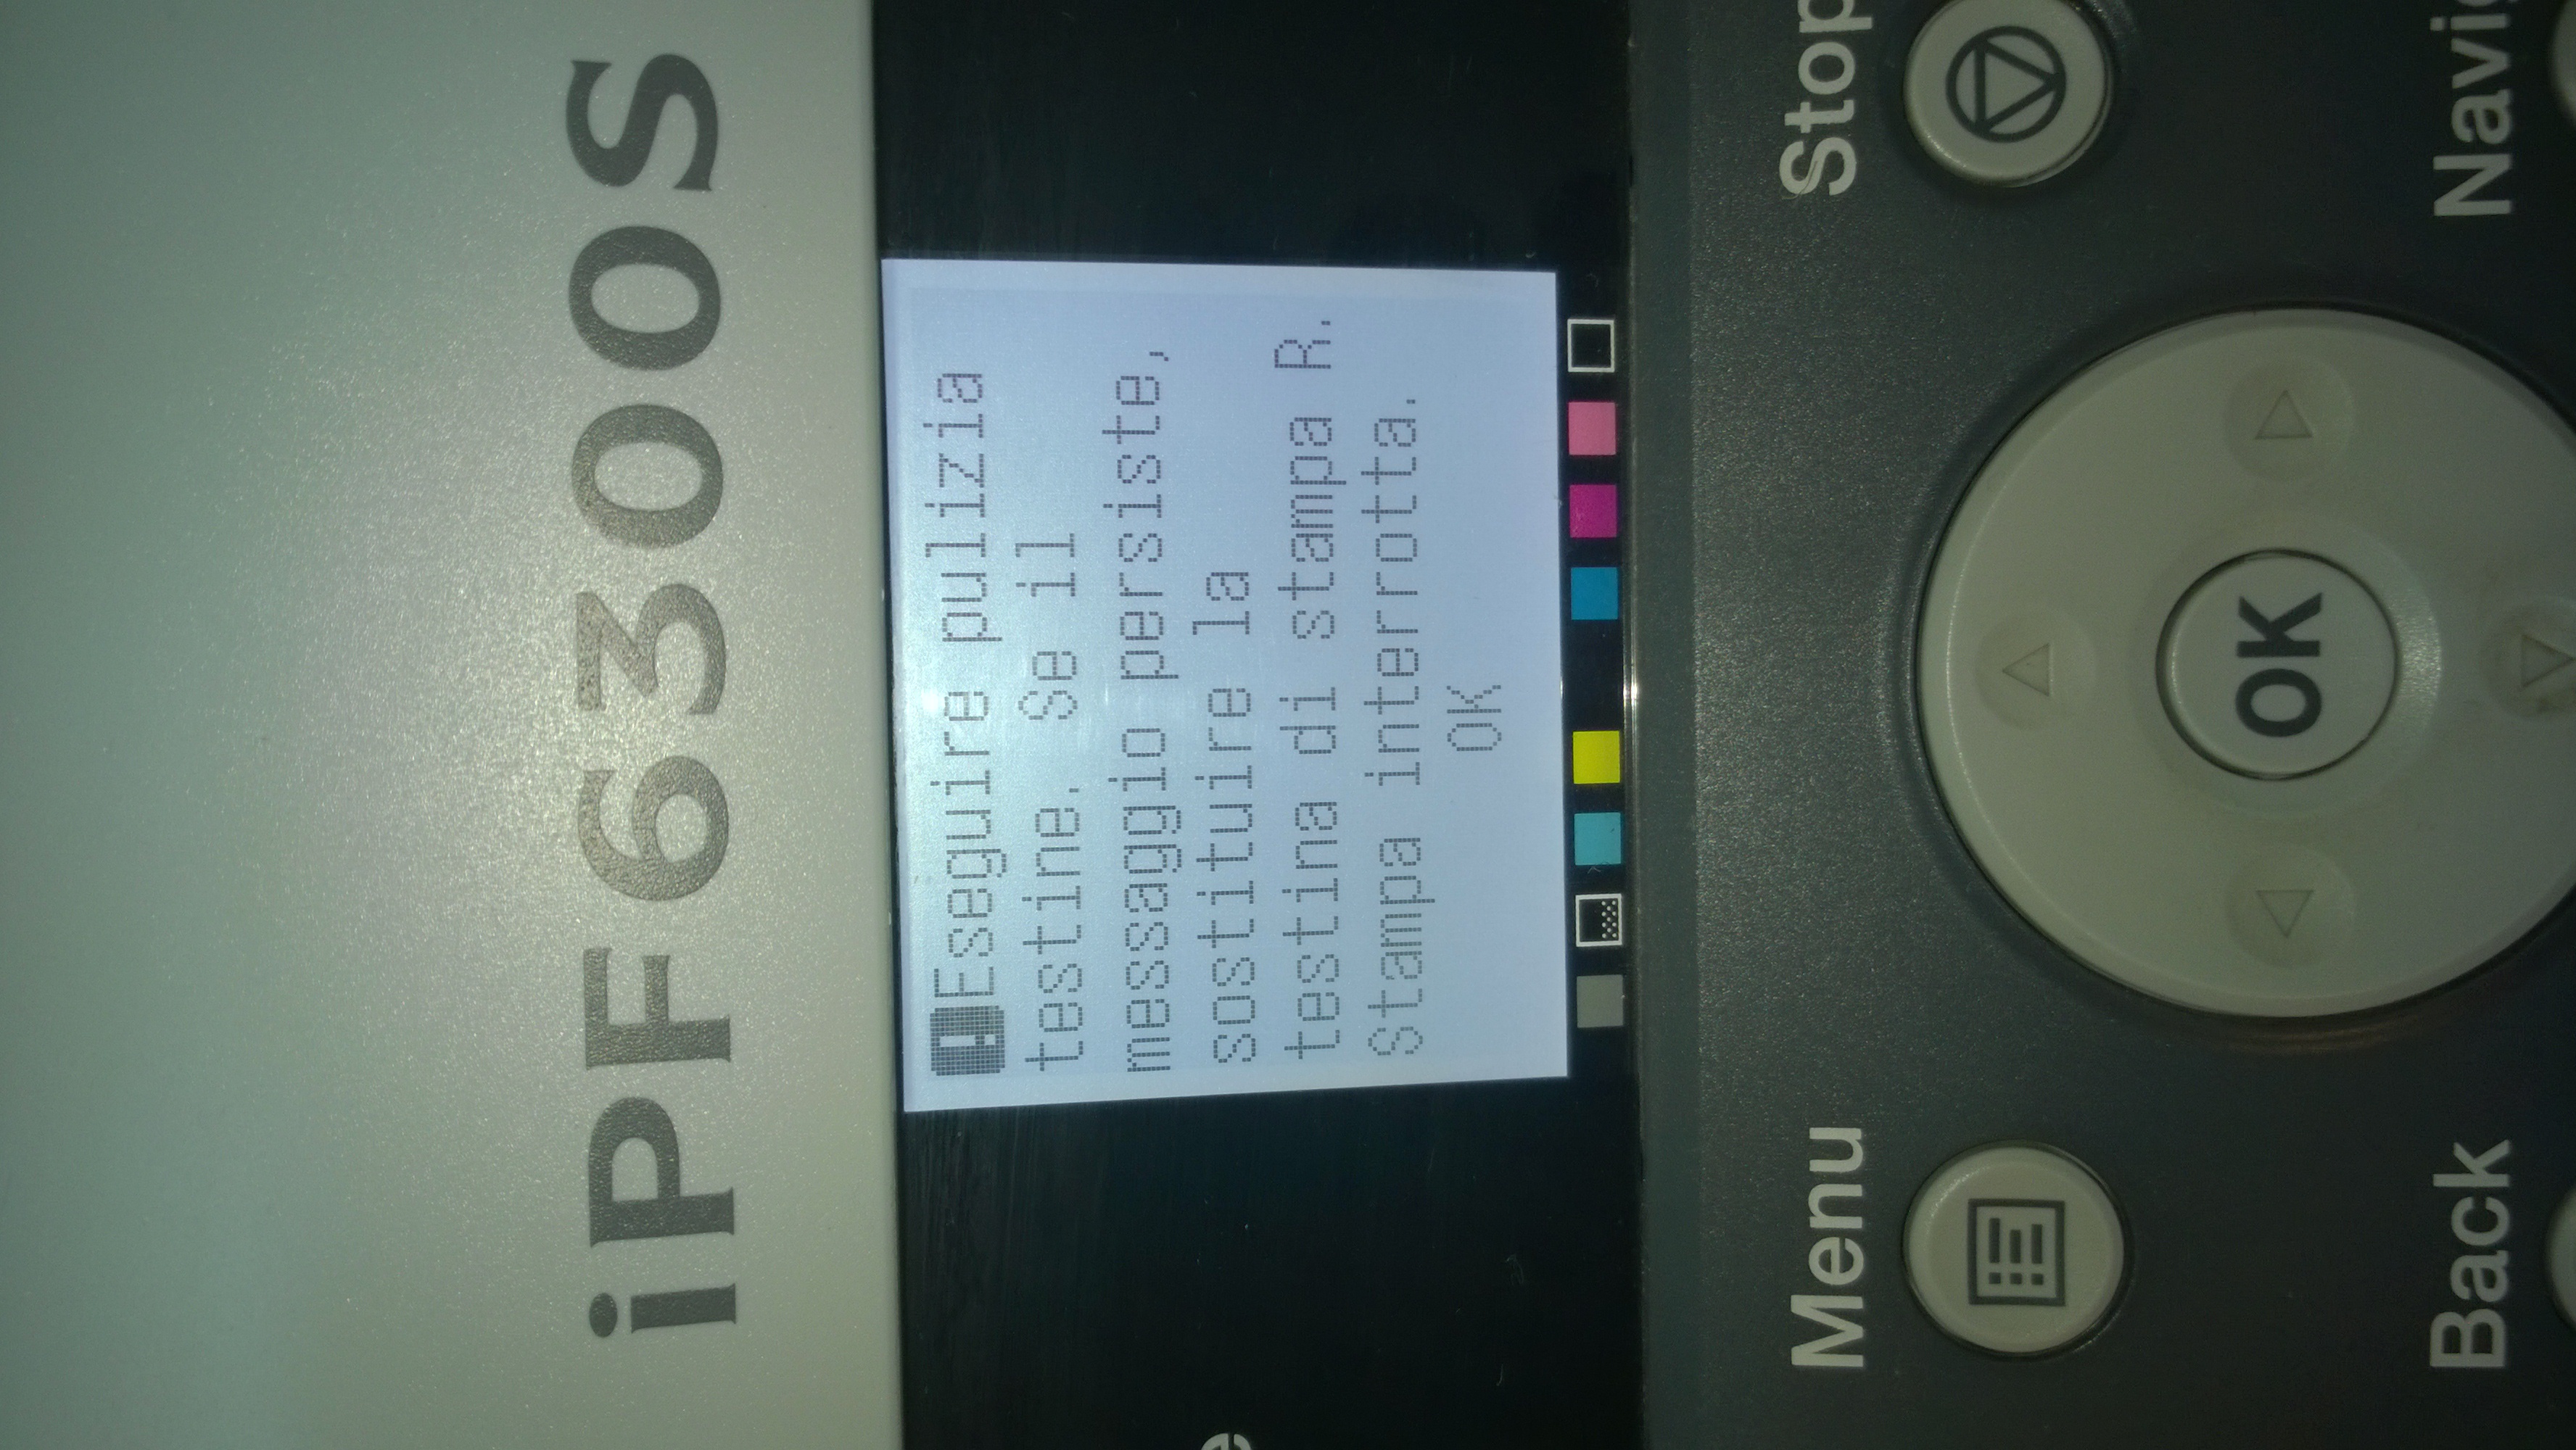 iPF6300S
Eseguire pulizia
testine. Se il
messaggio persiste,
sostituire la
testina di stampa R.
Stampa interrotta.
OK
Menu
Stop
OK
Back